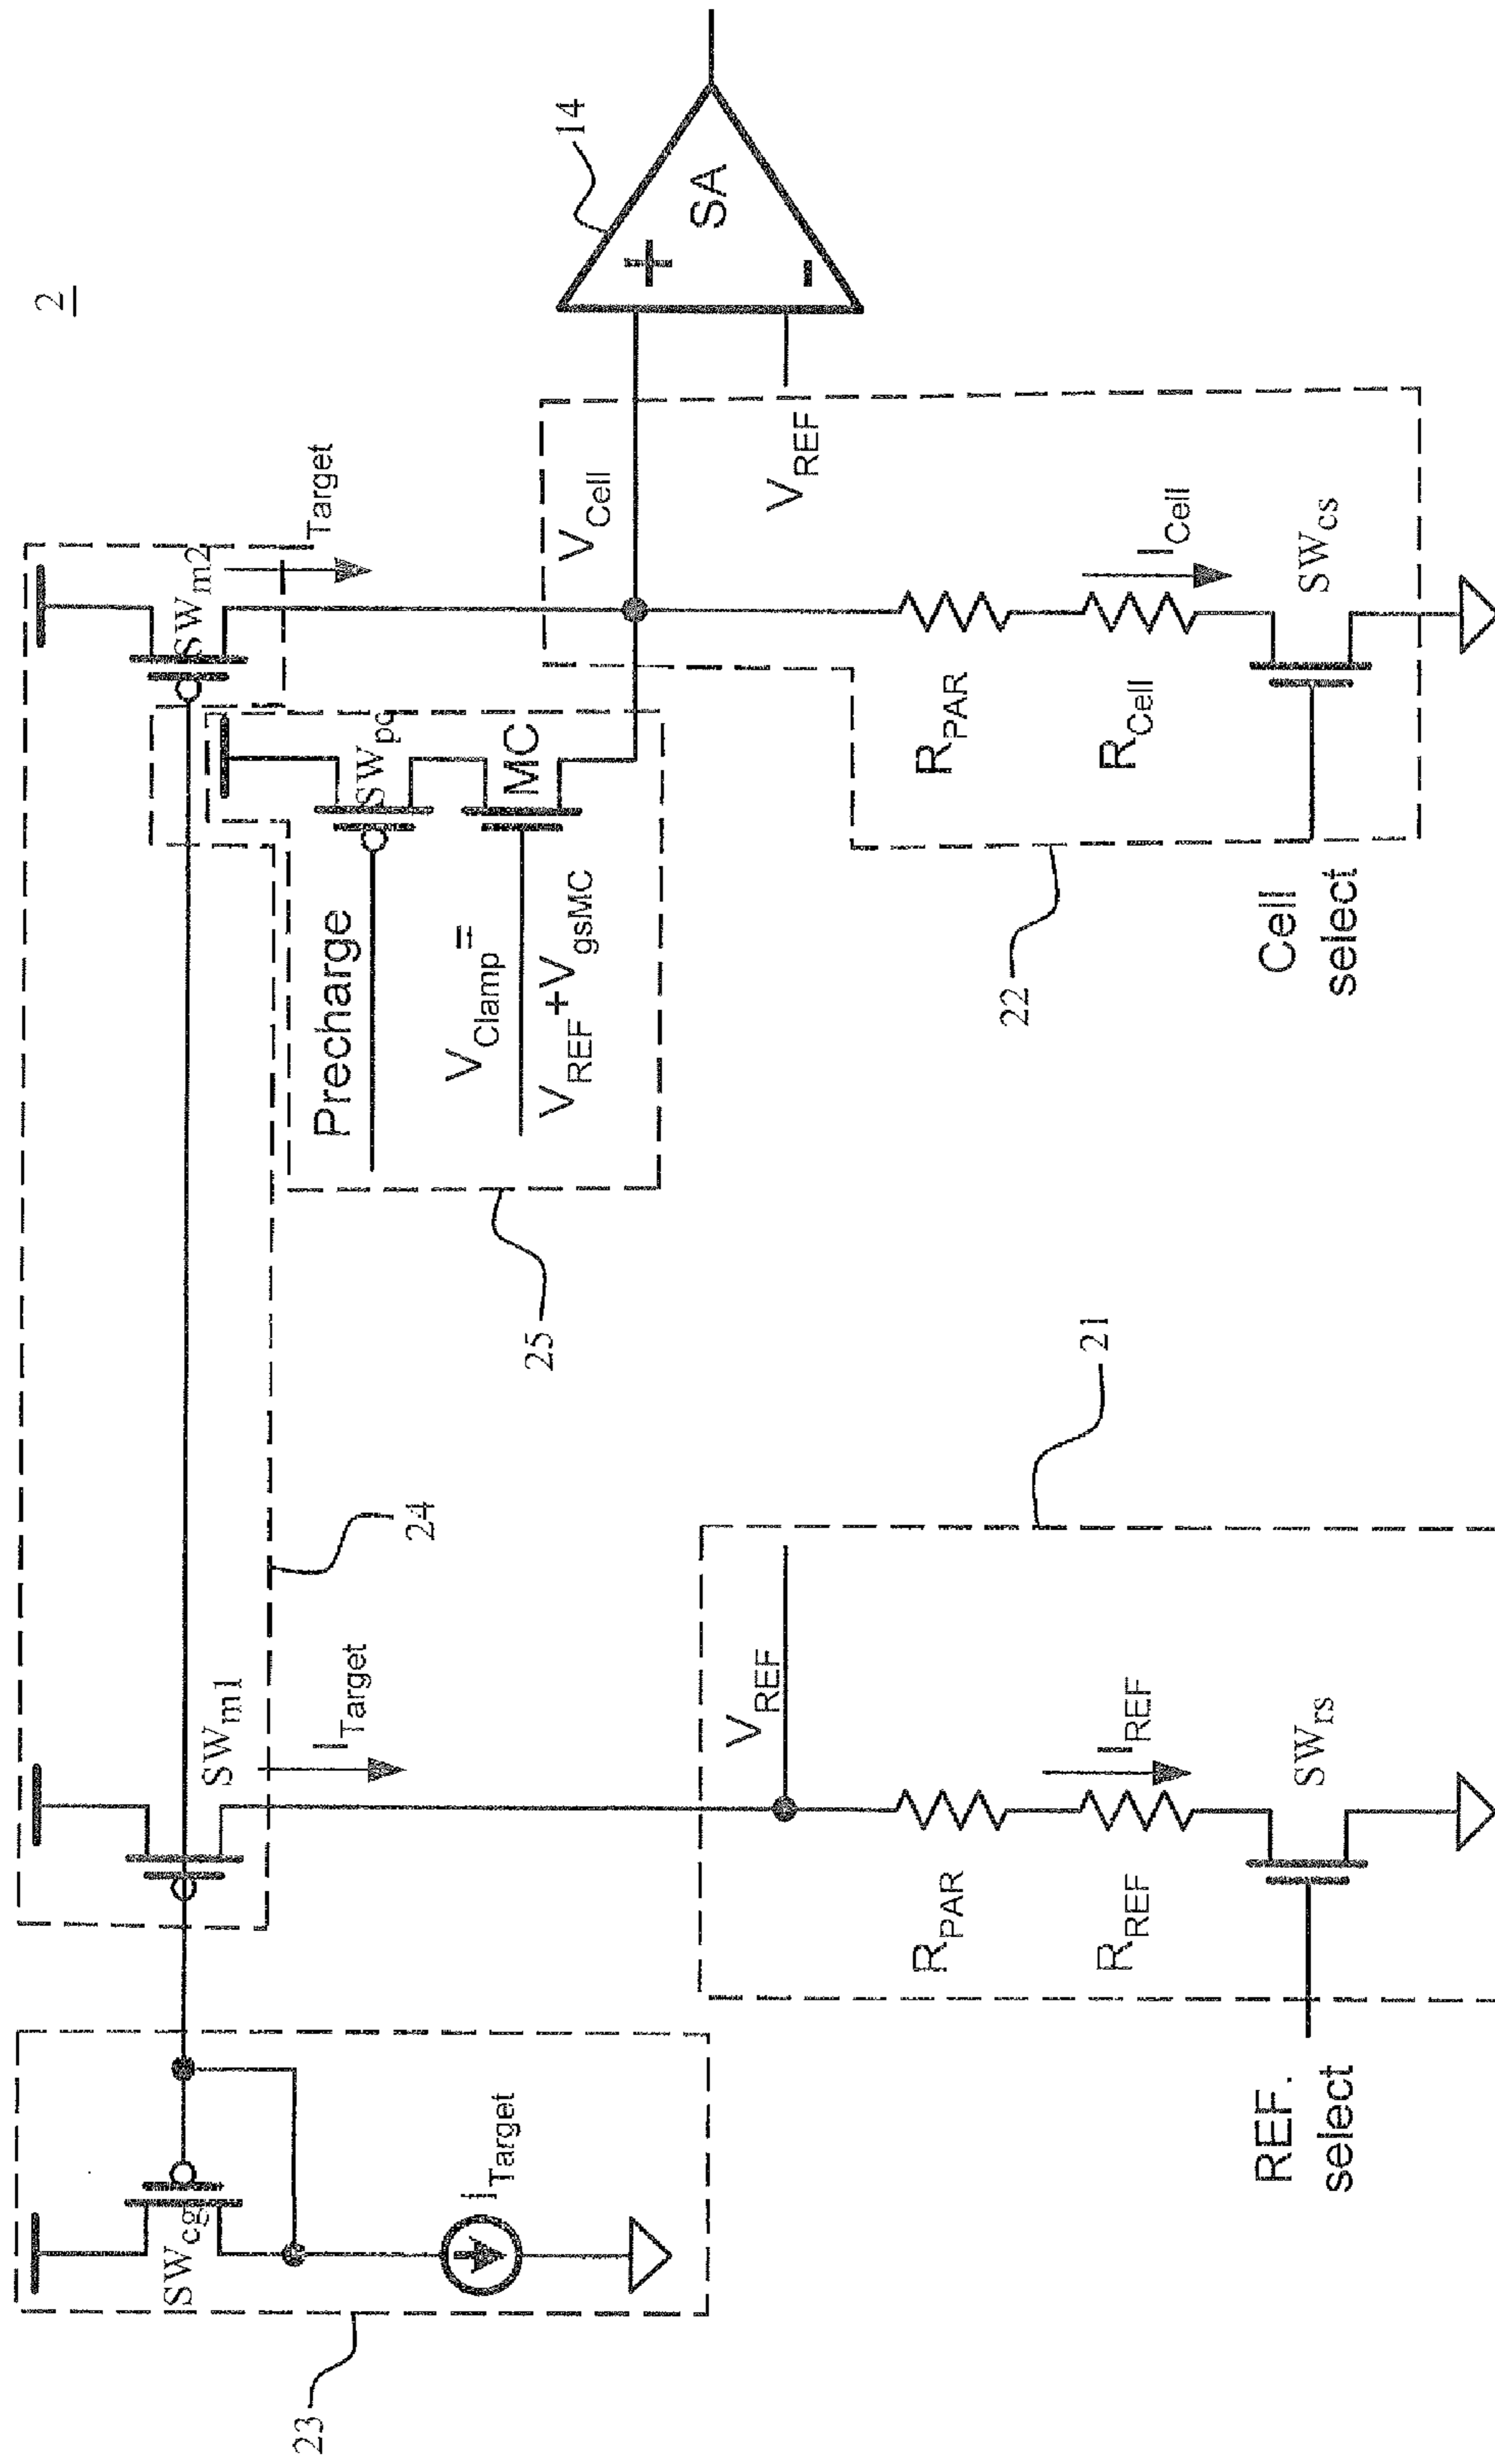 2
23
SWcg
ITarget
24
SWm1
ITarget
SWm2
ITarget
25
Precharge
SWpc
VClamp=
VREF+VgsMC
MC
VCell
VREF
+
-
SA
14
21
VREF
RPAR
RREF
IREF
SWrs
REF.
select
22
RPAR
RCell
ICell
SWcs
Cell
select